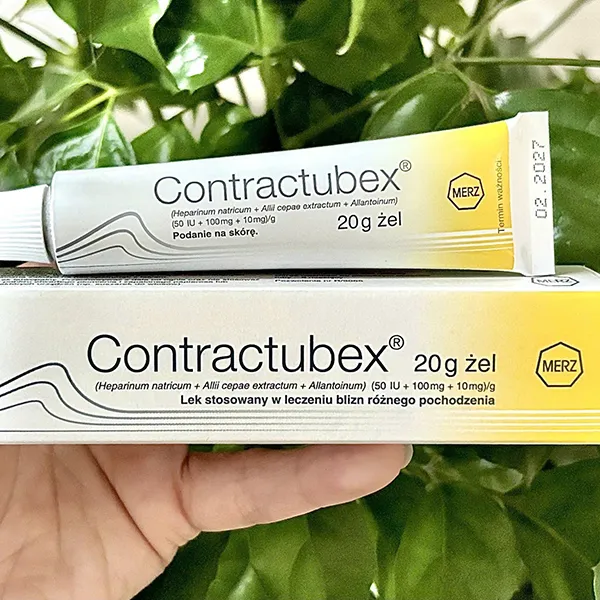 Contractubex®
(Heparinum natricum + Allii cepae extractum + Allantoinum)
(50 IU + 100mg + 10mg)/g
20g żel
Podanie na skórę.
MERZ
Termin ważności
02.2027
MERZ
Contractubex® 20g żel
(Heparinum natricum + Allii cepae extractum + Allantoinum) (50 IU + 100mg + 10mg)/g
Lek stosowany w leczeniu blizn różnego pochodzenia
MERZ